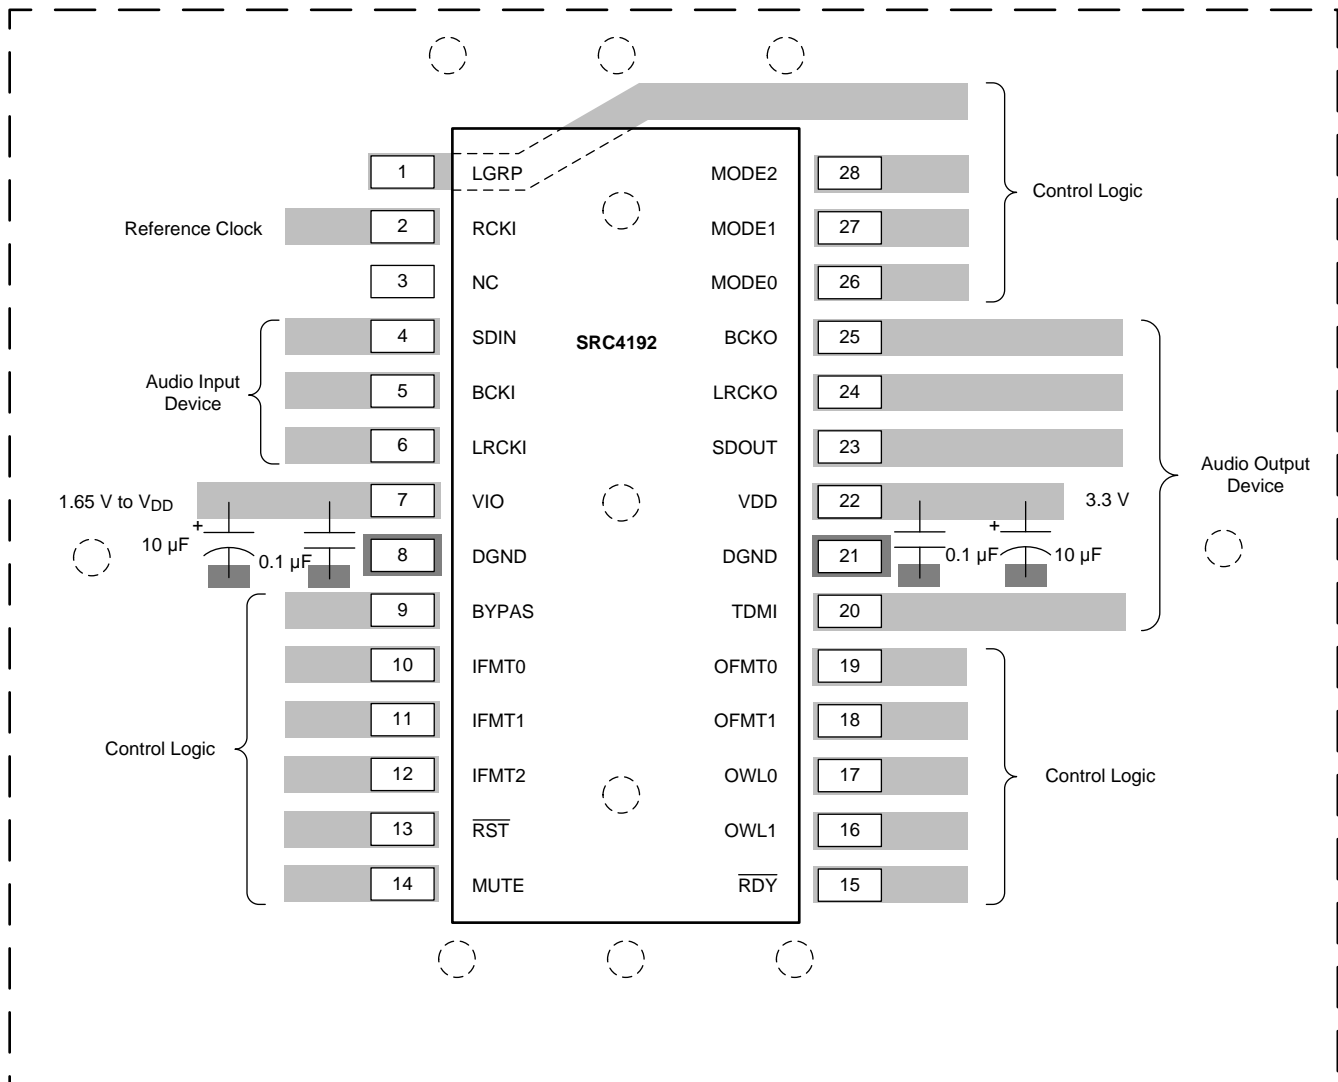 1 LGRP MODE2 28
Control Logic
Reference Clock 2 RCKI MODE1 27
3 NC MODE0 26
4 SDIN SRC4192 BCKO 25
Audio Input
Device
5 BCKI LRCKO 24
6 LRCKI SDOUT 23
Audio Output
Device
1.65 V to VDD 7 VIO VDD 22 3.3 V
+ 10 µF 0.1 µF 8 DGND DGND 21 0.1 µF + 10 µF
9 BYPAS TDMI 20
10 IFMT0 OFMT0 19
11 IFMT1 OFMT1 18
Control Logic
12 IFMT2 OWL0 17
Control Logic
13 R̅S̅T̅ OWL1 16
14 MUTE R̅D̅Y̅ 15